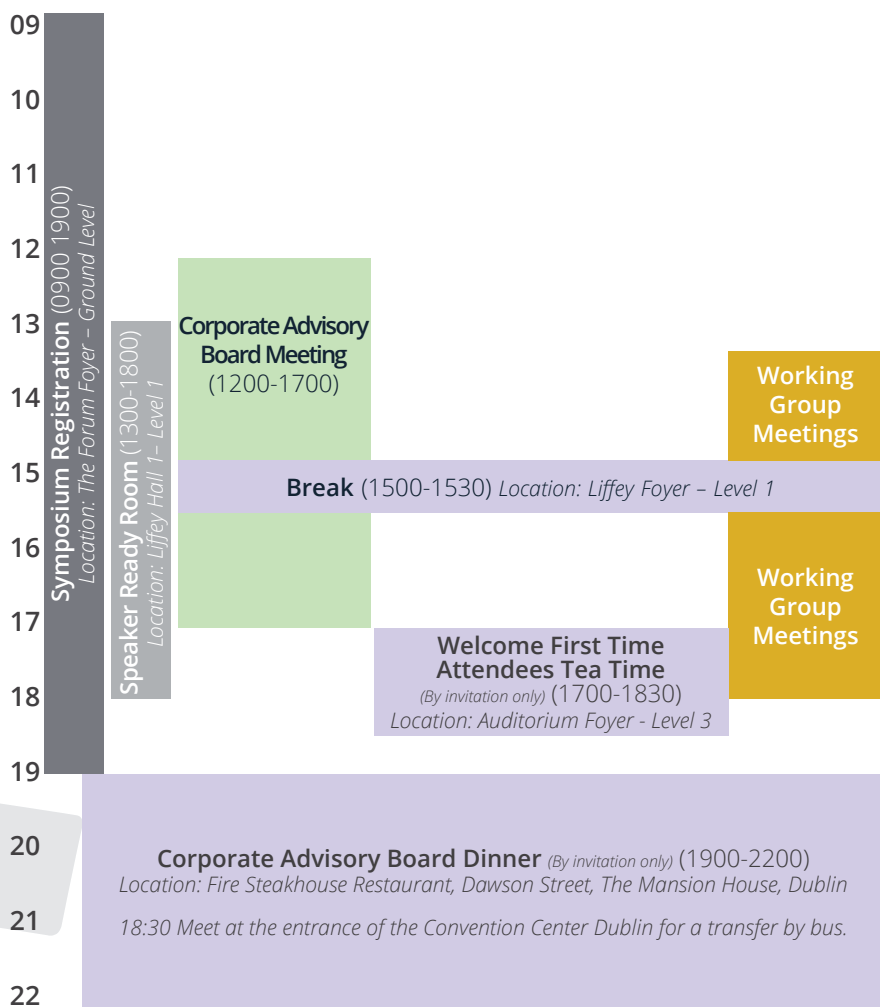 09
10
11
12
13
14
15
16
17
18
19
20
21
22
Symposium Registration (0900 1900)
Location: The Forum Foyer – Ground Level
Speaker Ready Room (1300-1800)
Location: Liffey Hall 1– Level 1
Corporate Advisory
Board Meeting
(1200-1700)
Working
Group
Meetings
Break (1500-1530) Location: Liffey Foyer – Level 1
Working
Group
Meetings
Welcome First Time
Attendees Tea Time
(By invitation only) (1700-1830)
Location: Auditorium Foyer - Level 3
Corporate Advisory Board Dinner (By invitation only) (1900-2200)
Location: Fire Steakhouse Restaurant, Dawson Street, The Mansion House, Dublin
18:30 Meet at the entrance of the Convention Center Dublin for a transfer by bus.